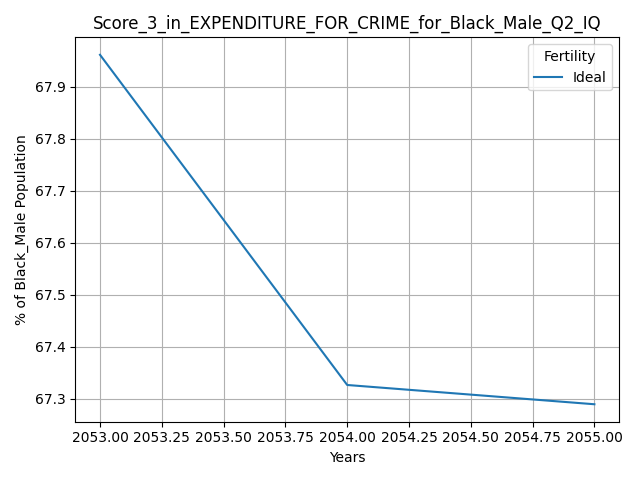 Score_3_in_EXPENDITURE_FOR_CRIME_for_Black_Male_Q2_IQ
Fertility
Ideal
67.9
67.8
67.7
67.6
67.5
67.4
67.3
% of Black_Male Population
2053.00 2053.25 2053.50 2053.75 2054.00 2054.25 2054.50 2054.75 2055.00
Years